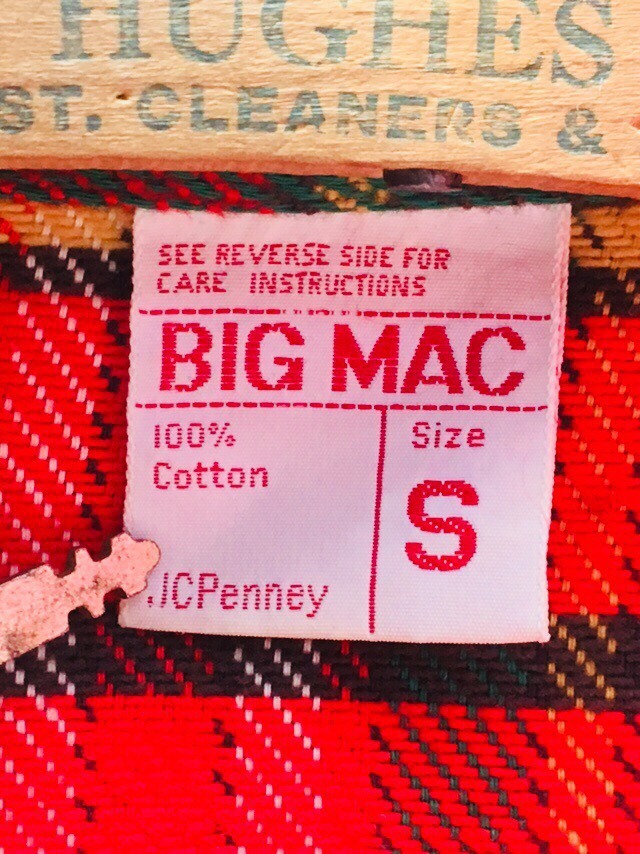 HUGHES
ST. CLEANERS &
SEE REVERSE SIDE FOR
CARE INSTRUCTIONS
BIG MAC
100%
Cotton
Size
S
JCPenney